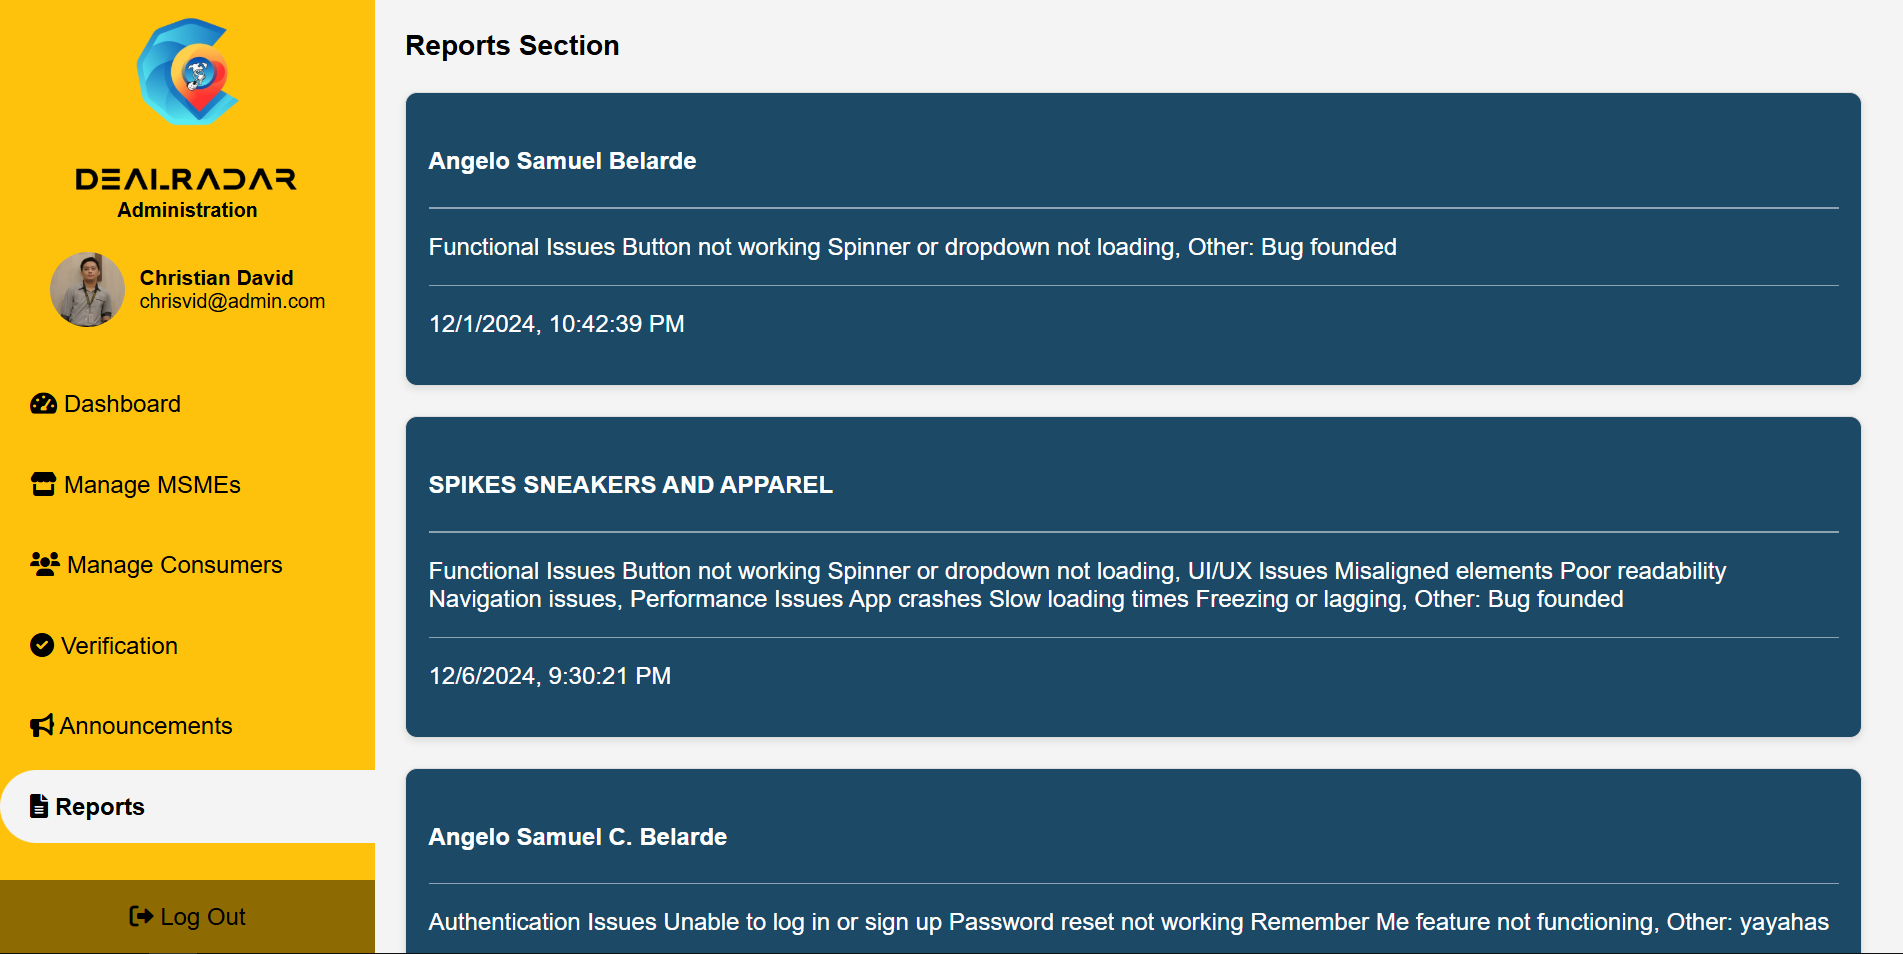 DEALRADAR
Administration
Christian David
chrisvid@admin.com
Dashboard
Manage MSMEs
Manage Consumers
Verification
Announcements
Reports
Log Out
Reports Section
Angelo Samuel Belarde
Functional Issues Button not working Spinner or dropdown not loading, Other: Bug founded
12/1/2024, 10:42:39 PM
SPIKES SNEAKERS AND APPAREL
Functional Issues Button not working Spinner or dropdown not loading, UI/UX Issues Misaligned elements Poor readability
Navigation issues, Performance Issues App crashes Slow loading times Freezing or lagging, Other: Bug founded
12/6/2024, 9:30:21 PM
Angelo Samuel C. Belarde
Authentication Issues Unable to log in or sign up Password reset not working Remember Me feature not functioning, Other: yayahas